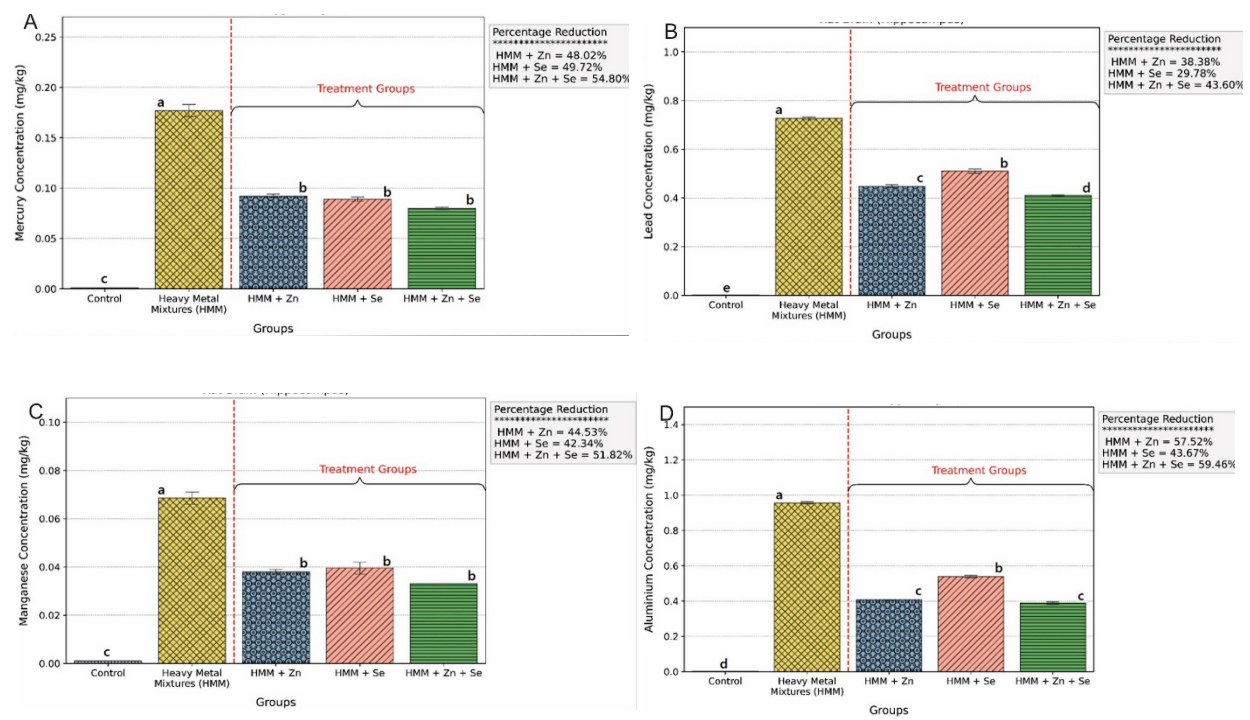 A
Percentage Reduction
**********************
HMM + Zn = 48.02%
HMM + Se = 49.72%
HMM + Zn + Se = 54.80%
Mercury Concentration (mg/kg)
0.25
0.20
0.15
0.10
0.05
0.00
Treatment Groups
c
a
b
b
b
Control
Heavy Metal
Mixtures (HMM)
HMM + Zn
HMM + Se
HMM + Zn + Se
Groups
B
Percentage Reduction
**********************
HMM + Zn = 38.38%
HMM + Se = 29.78%
HMM + Zn + Se = 43.60%
Lead Concentration (mg/kg)
1.0
0.8
0.6
0.4
0.2
0.0
Treatment Groups
e
a
c
b
d
Control
Heavy Metal
Mixtures (HMM)
HMM + Zn
HMM + Se
HMM + Zn + Se
Groups
C
Percentage Reduction
**********************
HMM + Zn = 44.53%
HMM + Se = 42.34%
HMM + Zn + Se = 51.82%
Manganese Concentration (mg/kg)
0.10
0.08
0.06
0.04
0.02
0.00
Treatment Groups
c
a
b
b
b
Control
Heavy Metal
Mixtures (HMM)
HMM + Zn
HMM + Se
HMM + Zn + Se
Groups
D
Percentage Reduction
**********************
HMM + Zn = 57.52%
HMM + Se = 43.67%
HMM + Zn + Se = 59.46%
Aluminium Concentration (mg/kg)
1.4
1.2
1.0
0.8
0.6
0.4
0.2
0.0
Treatment Groups
d
a
c
b
c
Control
Heavy Metal
Mixtures (HMM)
HMM + Zn
HMM + Se
HMM + Zn + Se
Groups